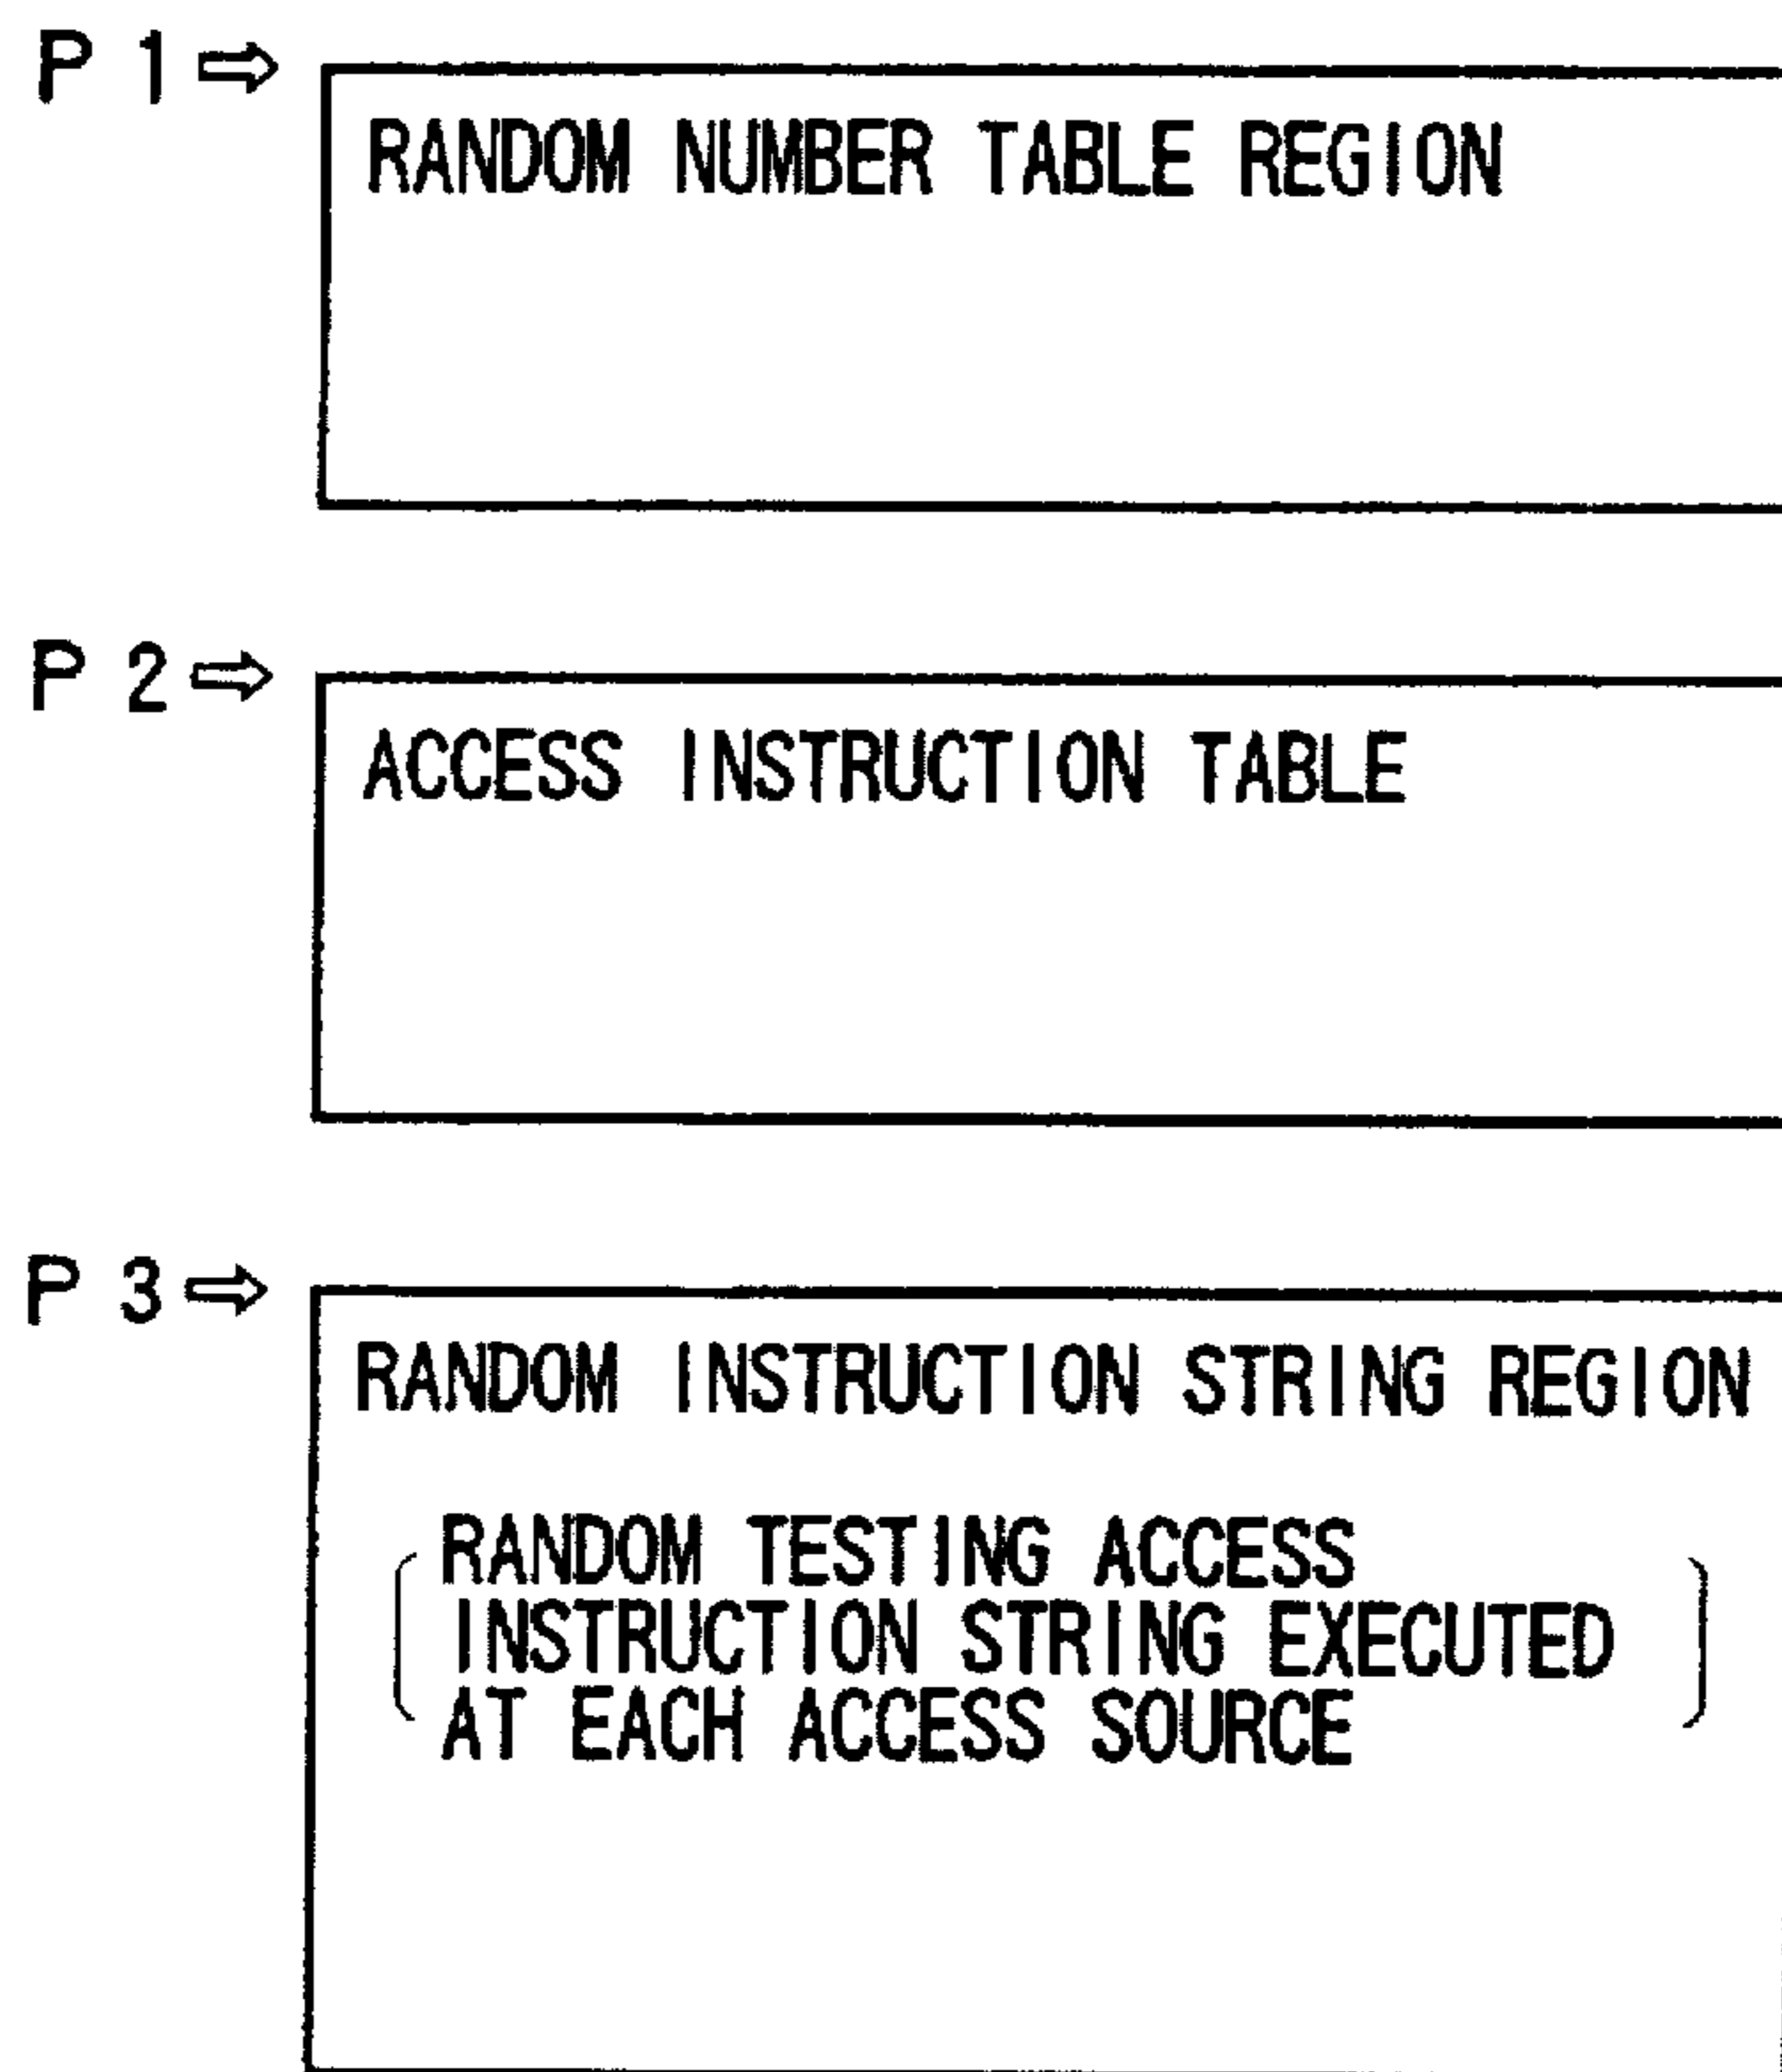 P 1⇨
RANDOM NUMBER TABLE REGION
P 2⇨
ACCESS INSTRUCTION TABLE
P 3⇨
RANDOM INSTRUCTION STRING REGION
RANDOM TESTING ACCESS
INSTRUCTION STRING EXECUTED
AT EACH ACCESS SOURCE